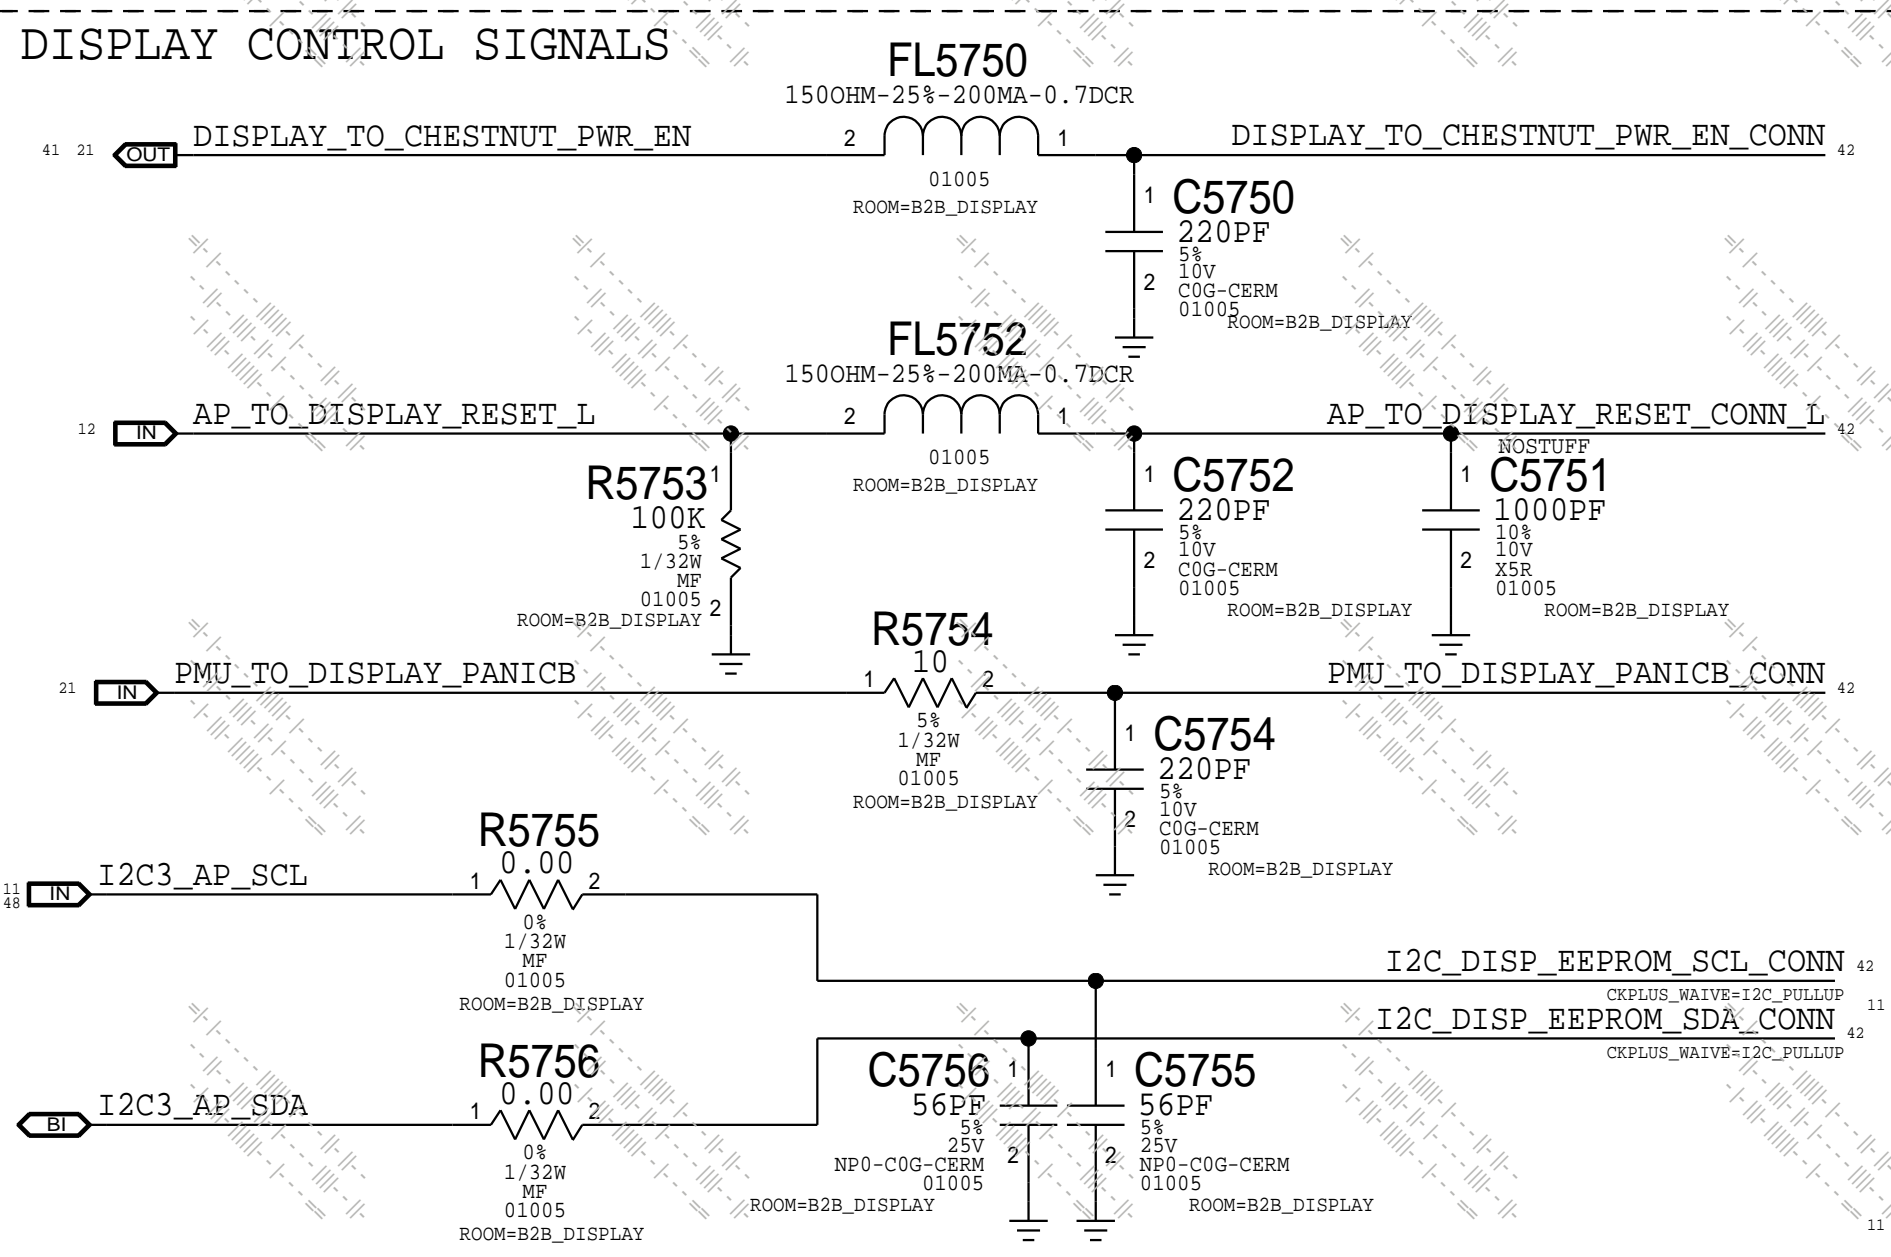 DISPLAY CONTROL SIGNALS
FL5750
150OHM-25%-200MA-0.7DCR
41 21 OUT DISPLAY_TO_CHESTNUT_PWR_EN 2 1 DISPLAY_TO_CHESTNUT_PWR_EN_CONN 42
01005
ROOM=B2B_DISPLAY
1 C5750
220PF
5%
10V
2 C0G-CERM
01005
ROOM=B2B_DISPLAY
FL5752
150OHM-25%-200MA-0.7DCR
12 IN AP_TO_DISPLAY_RESET_L 2 1 AP_TO_DISPLAY_RESET_CONN_L 42
01005
ROOM=B2B_DISPLAY
R5753 1
100K
5%
1/32W
MF
01005 2
ROOM=B2B_DISPLAY
1 C5752
220PF
5%
10V
2 C0G-CERM
01005
ROOM=B2B_DISPLAY
NOSTUFF
1 C5751
1000PF
10%
10V
2 X5R
01005
ROOM=B2B_DISPLAY
R5754
10
21 IN PMU_TO_DISPLAY_PANICB 1 2 PMU_TO_DISPLAY_PANICB_CONN 42
5%
1/32W
MF
01005
ROOM=B2B_DISPLAY
1 C5754
220PF
5%
10V
2 C0G-CERM
01005
ROOM=B2B_DISPLAY
R5755
0.00
11
48 IN I2C3_AP_SCL 1 2
0%
1/32W
MF
01005
ROOM=B2B_DISPLAY
I2C_DISP_EEPROM_SCL_CONN 42
CKPLUS_WAIVE=I2C_PULLUP 11
I2C_DISP_EEPROM_SDA_CONN 42
CKPLUS_WAIVE=I2C_PULLUP
R5756
0.00
BI I2C3_AP_SDA 1 2
0%
1/32W
MF
01005
ROOM=B2B_DISPLAY
C5756 1
56PF
5%
25V
NP0-C0G-CERM 2
01005
ROOM=B2B_DISPLAY
1 C5755
56PF
5%
25V
2 NP0-C0G-CERM
01005
ROOM=B2B_DISPLAY
11